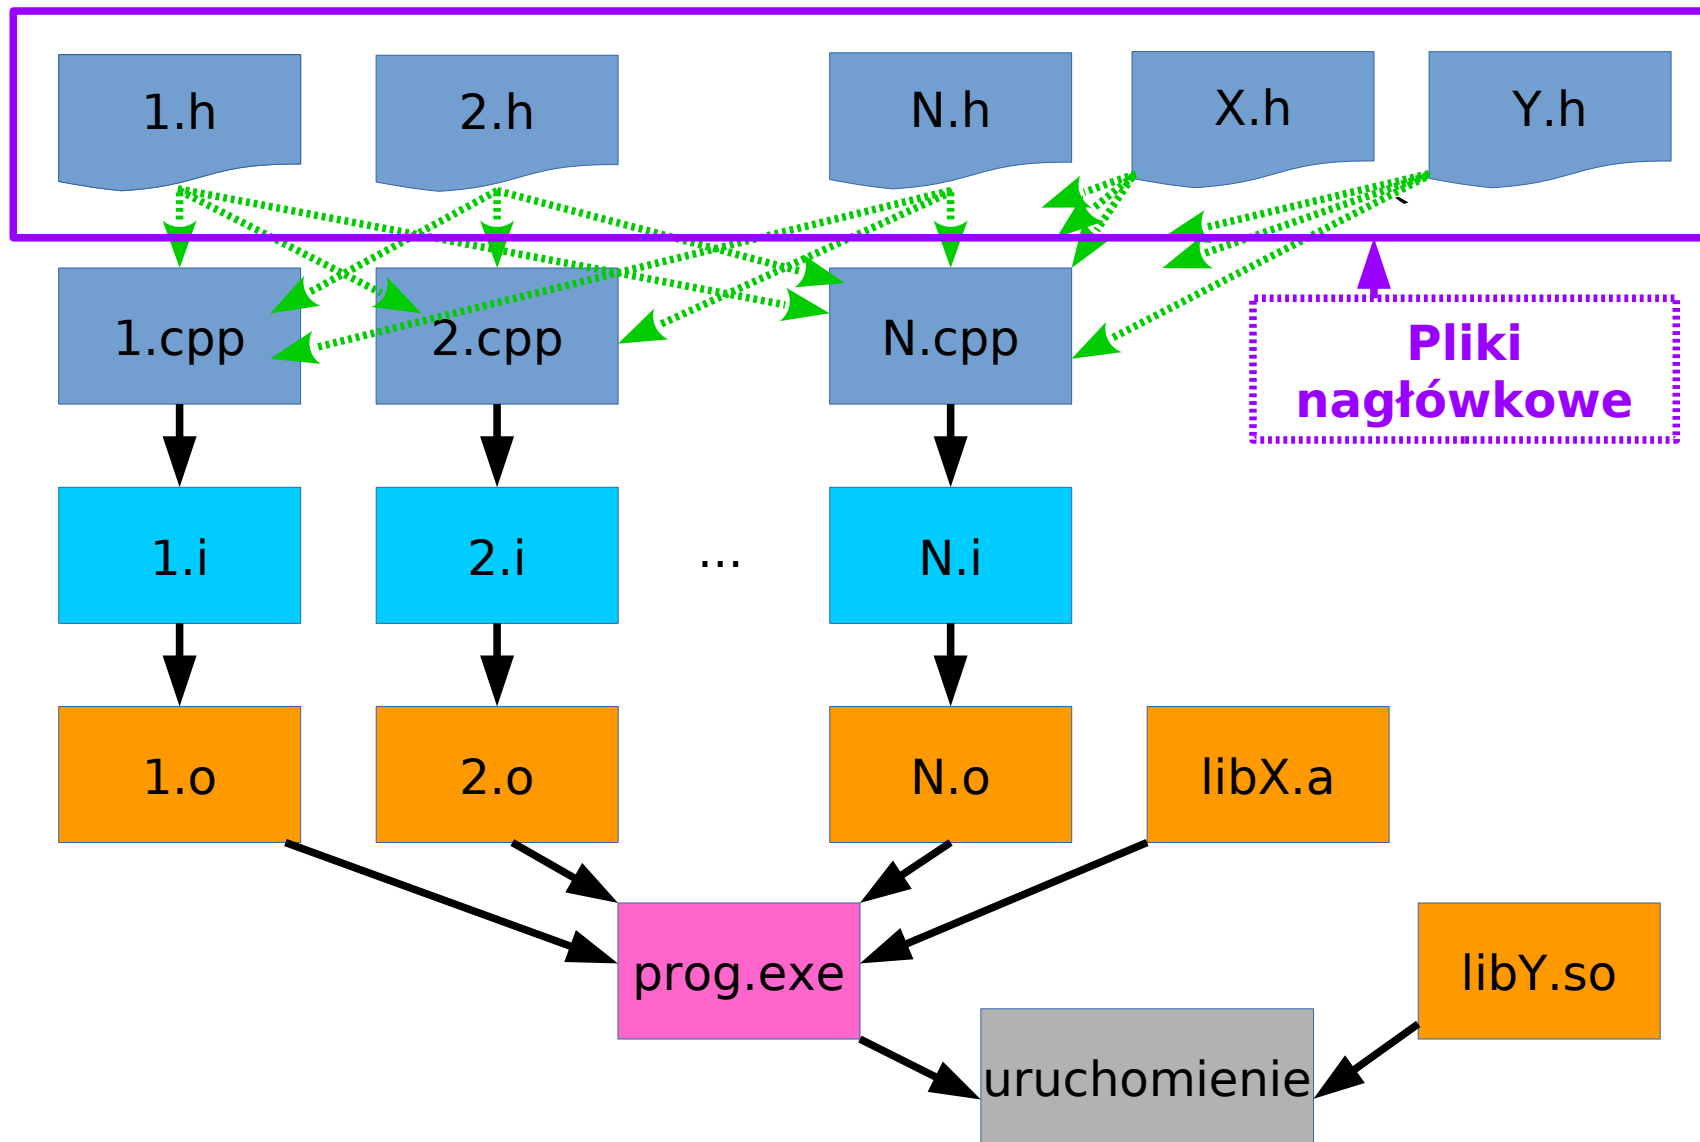 1.h
2.h
N.h
X.h
Y.h
1.cpp
2.cpp
N.cpp
Pliki
nagłówkowe
1.i
2.i
...
N.i
1.o
2.o
N.o
libX.a
prog.exe
libY.so
uruchomienie